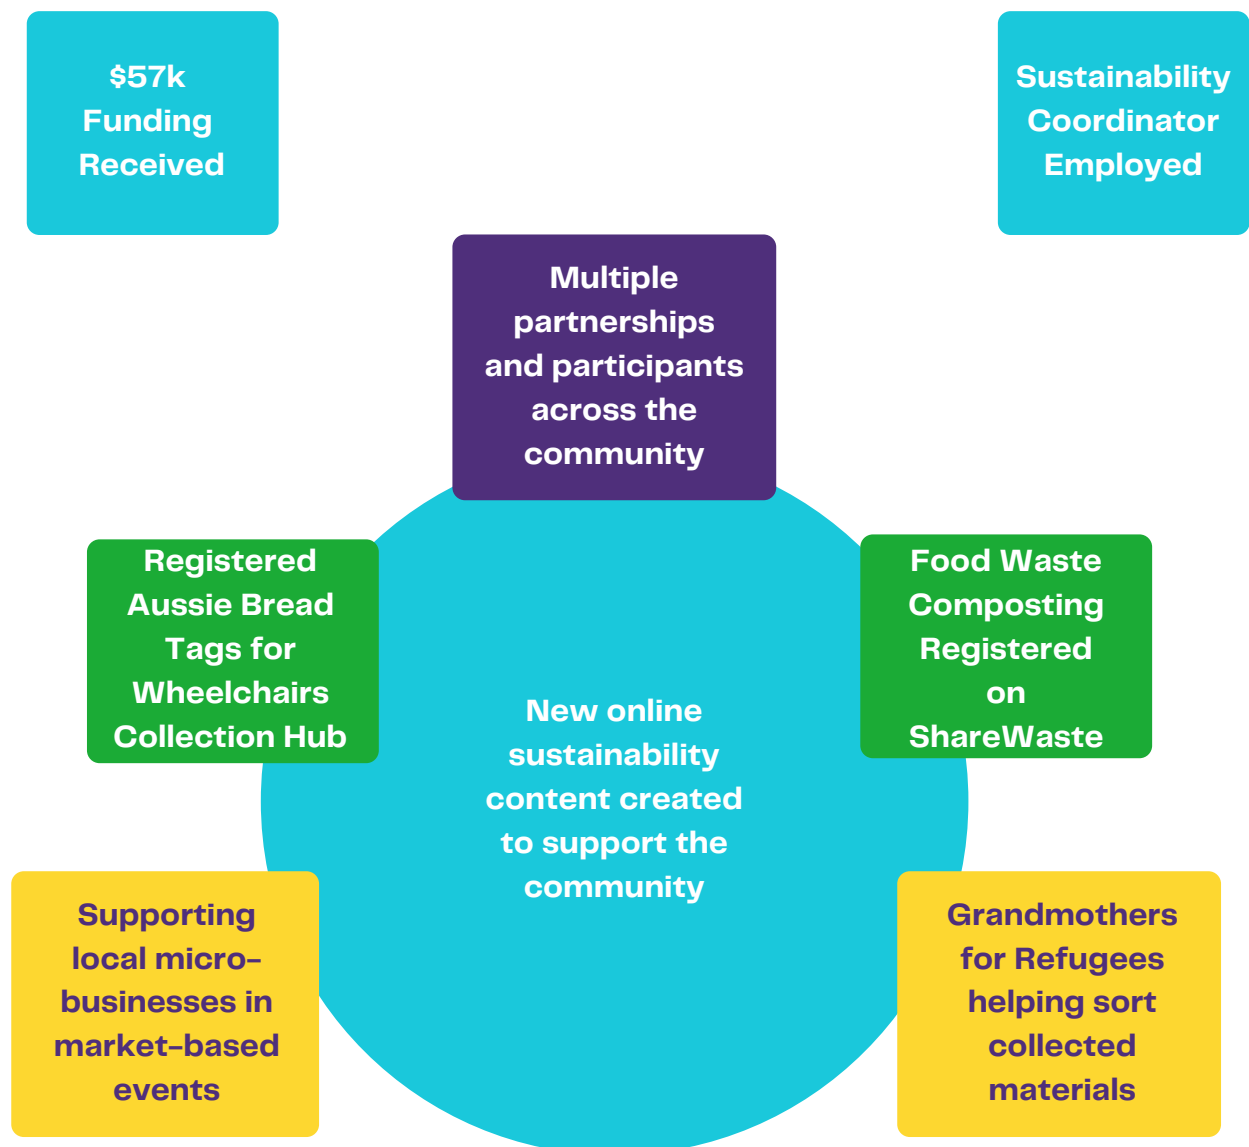 $57k
Funding
Received
Sustainability
Coordinator
Employed
Multiple
partnerships
and participants
across the
community
Registered
Aussie Bread
Tags for
Wheelchairs
Collection Hub
Food Waste
Composting
Registered
on
ShareWaste
New online
sustainability
content created
to support the
community
Supporting
local micro-
businesses in
market-based
events
Grandmothers
for Refugees
helping sort
collected
materials